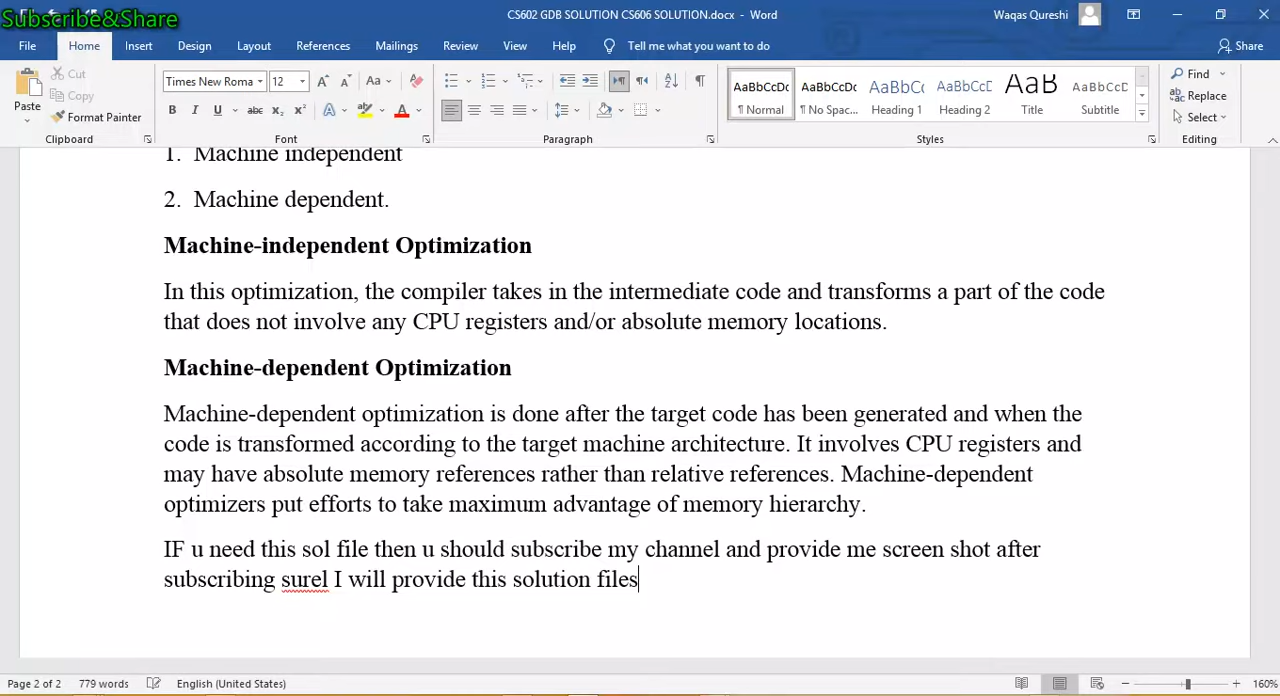 Subscribe&Share
CS602 GDB SOLUTION CS606 SOLUTION.docx - Word
Waqas Qureshi
File Home Insert Design Layout References Mailings Review View Help Tell me what you want to do Share
Paste
Cut
Copy
Format Painter
Clipboard
Times New Roma 12 Aa
B I U abc x₂ x² A A
Font
Paragraph
AaBbCcDc AaBbCcDc AaBbCc AaBbCcC AaB AaBbCcC
¶ Normal ¶ No Spac... Heading 1 Heading 2 Title Subtitle
Styles
Find
Replace
Select
Editing
1. Machine independent
2. Machine dependent.
Machine-independent Optimization
In this optimization, the compiler takes in the intermediate code and transforms a part of the code
that does not involve any CPU registers and/or absolute memory locations.
Machine-dependent Optimization
Machine-dependent optimization is done after the target code has been generated and when the
code is transformed according to the target machine architecture. It involves CPU registers and
may have absolute memory references rather than relative references. Machine-dependent
optimizers put efforts to take maximum advantage of memory hierarchy.
IF u need this sol file then u should subscribe my channel and provide me screen shot after
subscribing surel I will provide this solution files
Page 2 of 2 779 words English (United States) 160%